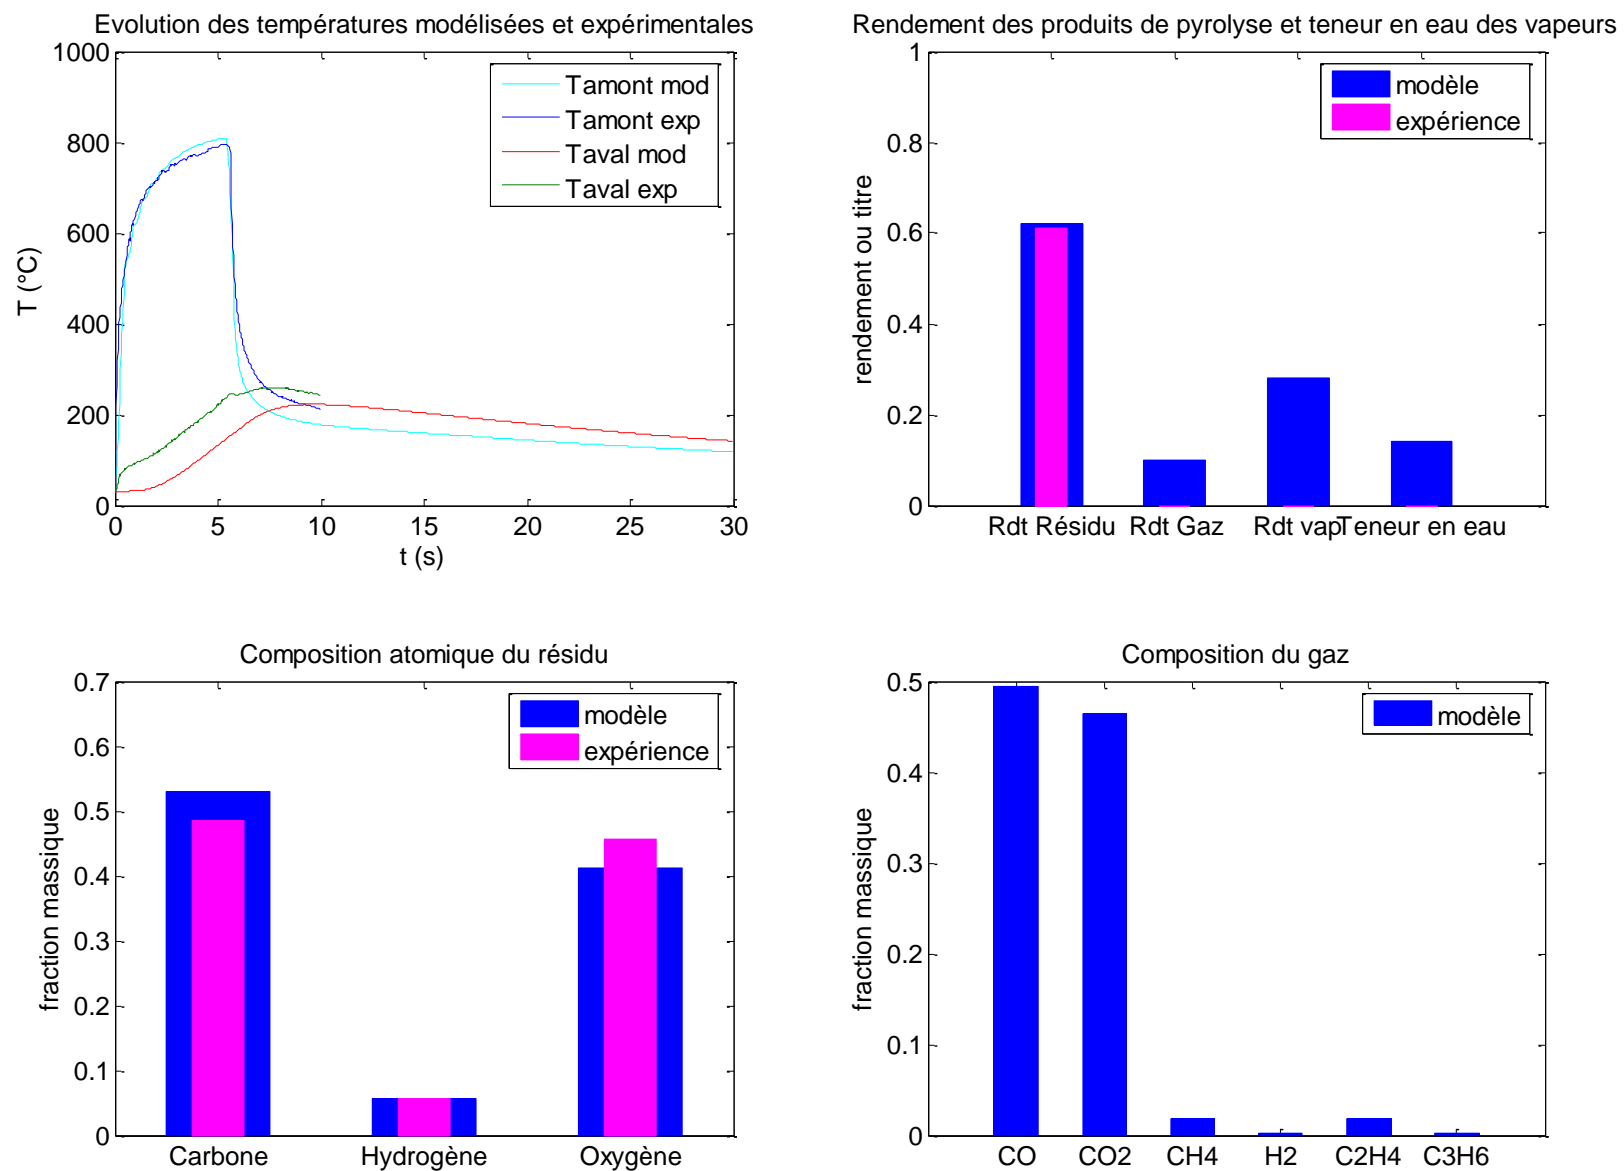 Evolution des températures modélisées et expérimentales
1000
800
600
400
200
0
T (°C)
Tamont mod
Tamont exp
Taval mod
Taval exp
0 5 10 15 20 25 30
t (s)
Rendement des produits de pyrolyse et teneur en eau des vapeurs
1
0.8
0.6
0.4
0.2
0
rendement ou titre
modèle
expérience
Rdt Résidu Rdt Gaz Rdt vap Teneur en eau
Composition atomique du résidu
0.7
0.6
0.5
0.4
0.3
0.2
0.1
0
fraction massique
modèle
expérience
Carbone Hydrogène Oxygène
Composition du gaz
0.5
0.4
0.3
0.2
0.1
0
fraction massique
modèle
CO CO2 CH4 H2 C2H4 C3H6